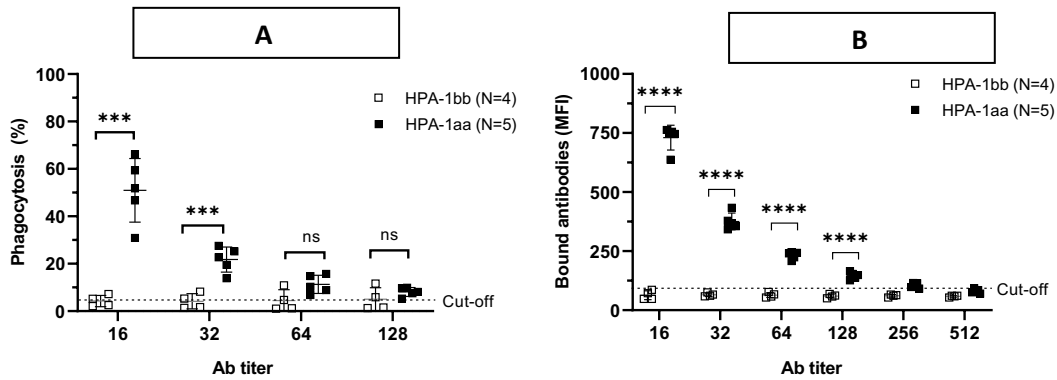 A
100
80
60
40
20
0
Phagocytosis (%)
***
***
ns
ns
HPA-1bb (N=4)
HPA-1aa (N=5)
Cut-off
16 32 64 128
Ab titer
B
1000
750
500
250
0
Bound antibodies (MFI)
****
****
****
****
HPA-1bb (N=4)
HPA-1aa (N=5)
Cut-off
16 32 64 128 256 512
Ab titer